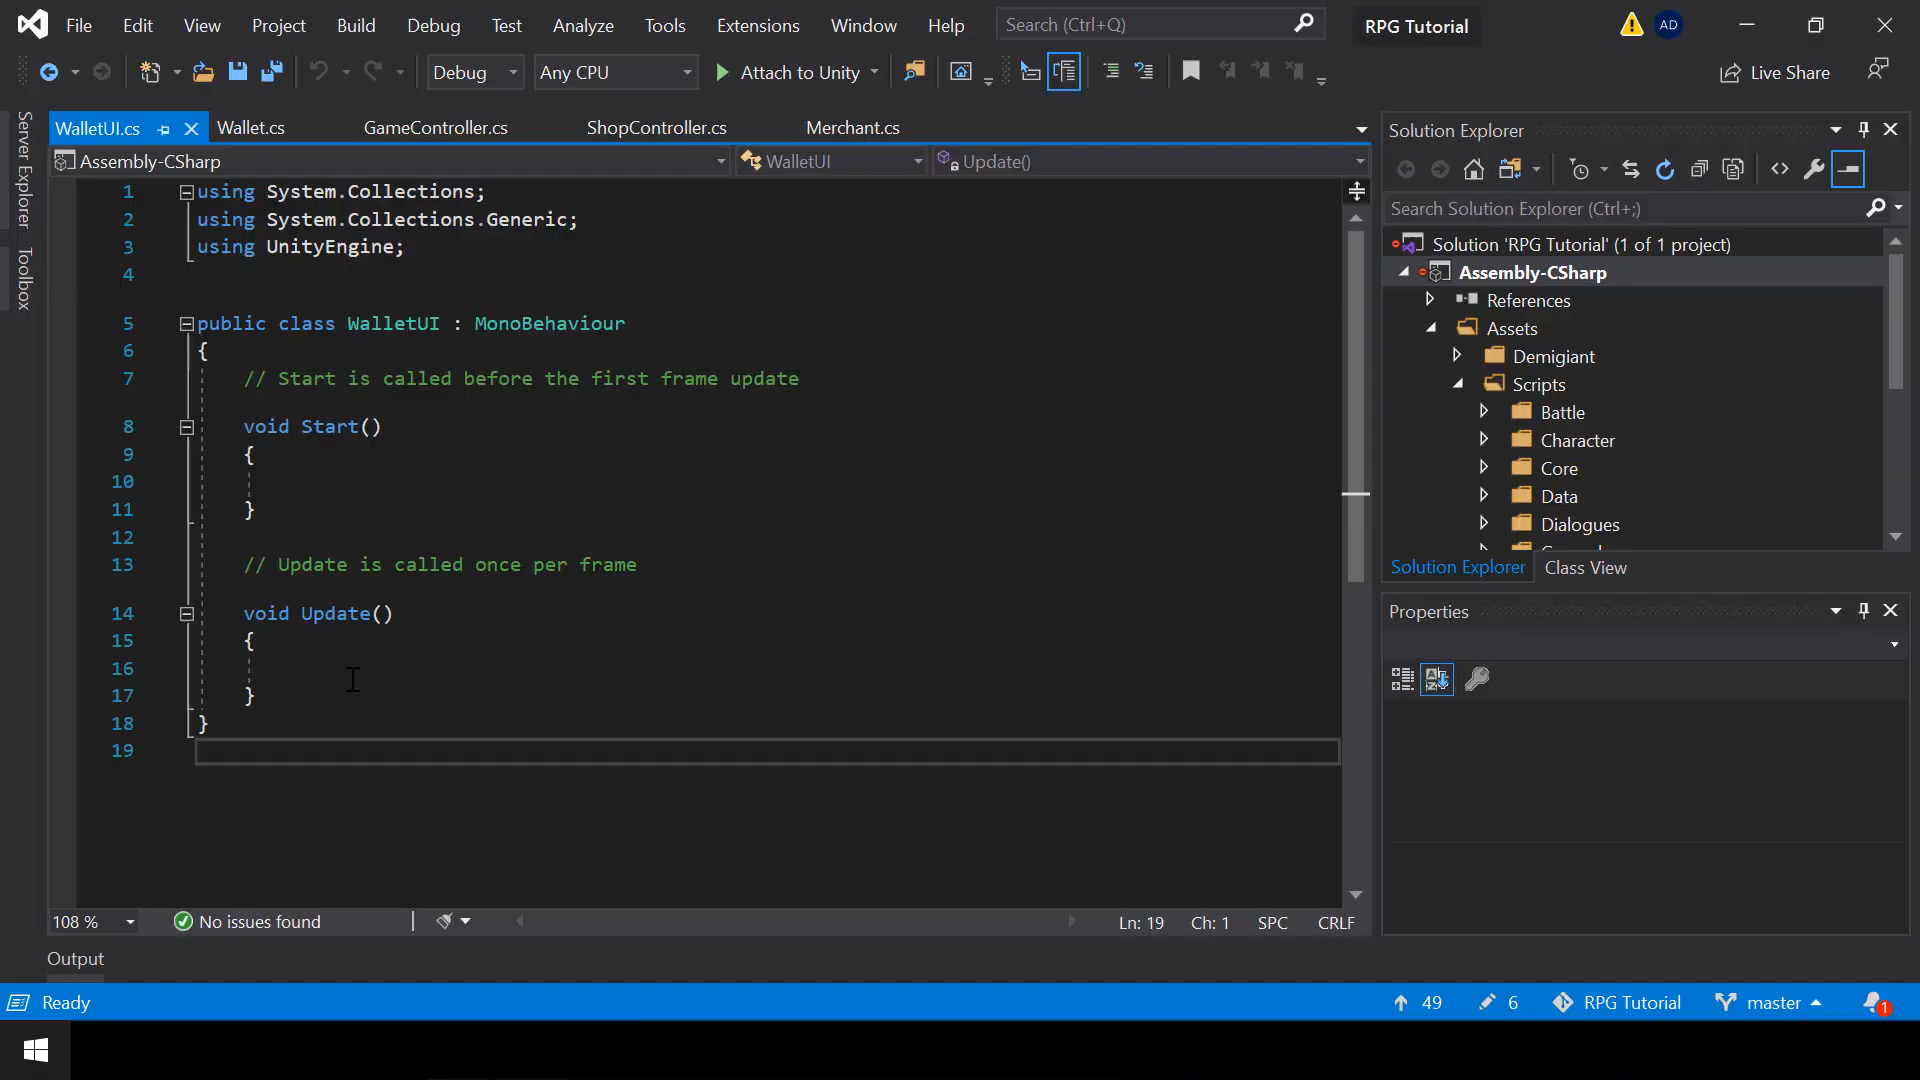 File Edit View Project Build Debug Test Analyze Tools Extensions Window Help Search (Ctrl+Q) RPG Tutorial AD
Debug Any CPU Attach to Unity Live Share
Server Explorer
Toolbox
WalletUI.cs Wallet.cs GameController.cs ShopController.cs Merchant.cs
Assembly-CSharp WalletUI Update()
1 using System.Collections;
2 using System.Collections.Generic;
3 using UnityEngine;
4
5 public class WalletUI : MonoBehaviour
6 {
7 // Start is called before the first frame update
8 void Start()
9 {
10
11 }
12
13 // Update is called once per frame
14 void Update()
15 {
16
17 }
18 }
19
108 % No issues found Ln: 19 Ch: 1 SPC CRLF
Solution Explorer
Search Solution Explorer (Ctrl+;)
Solution 'RPG Tutorial' (1 of 1 project)
Assembly-CSharp
References
Assets
Demigiant
Scripts
Battle
Character
Core
Data
Dialogues
Solution Explorer Class View
Properties
Output
Ready 49 6 RPG Tutorial master 1